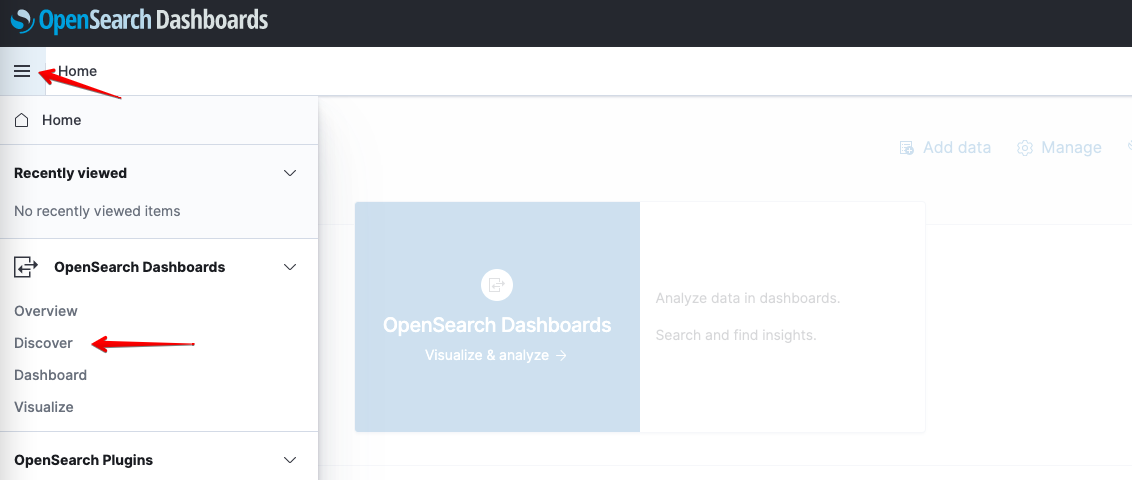 OpenSearch Dashboards
Home
Home
Add data
Manage
Recently viewed
No recently viewed items
OpenSearch Dashboards
Overview
Discover
Dashboard
Visualize
OpenSearch Plugins
OpenSearch Dashboards
Visualize & analyze →
Analyze data in dashboards.
Search and find insights.